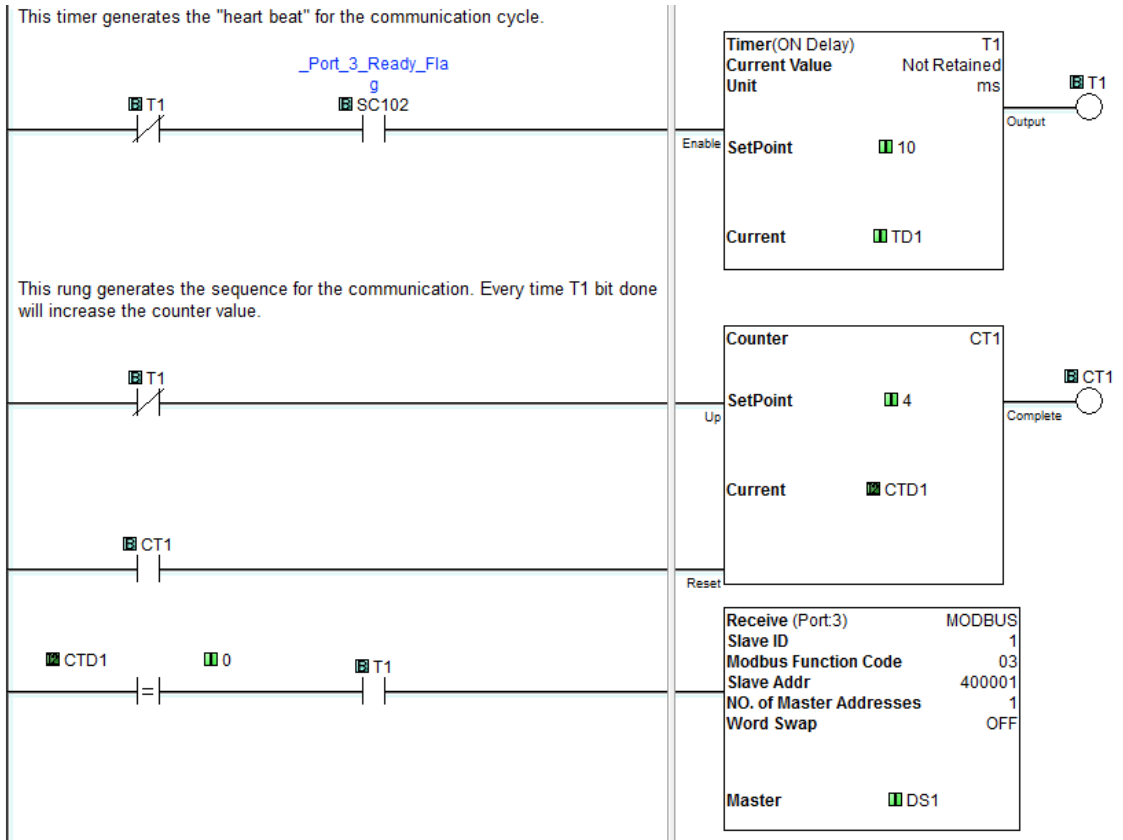 This timer generates the "heart beat" for the communication cycle.
_Port_3_Ready_Fla
g
T1
SC102
Timer(ON Delay) T1
Current Value Not Retained
Unit ms
Enable SetPoint 10
Current TD1
T1
Output
This rung generates the sequence for the communication. Every time T1 bit done
will increase the counter value.
T1
Counter CT1
Up SetPoint 4
Current CTD1
CT1
Complete
CT1
Reset
CTD1 = 0
T1
Receive (Port:3) MODBUS
Slave ID 1
Modbus Function Code 03
Slave Addr 400001
NO. of Master Addresses 1
Word Swap OFF
Master DS1